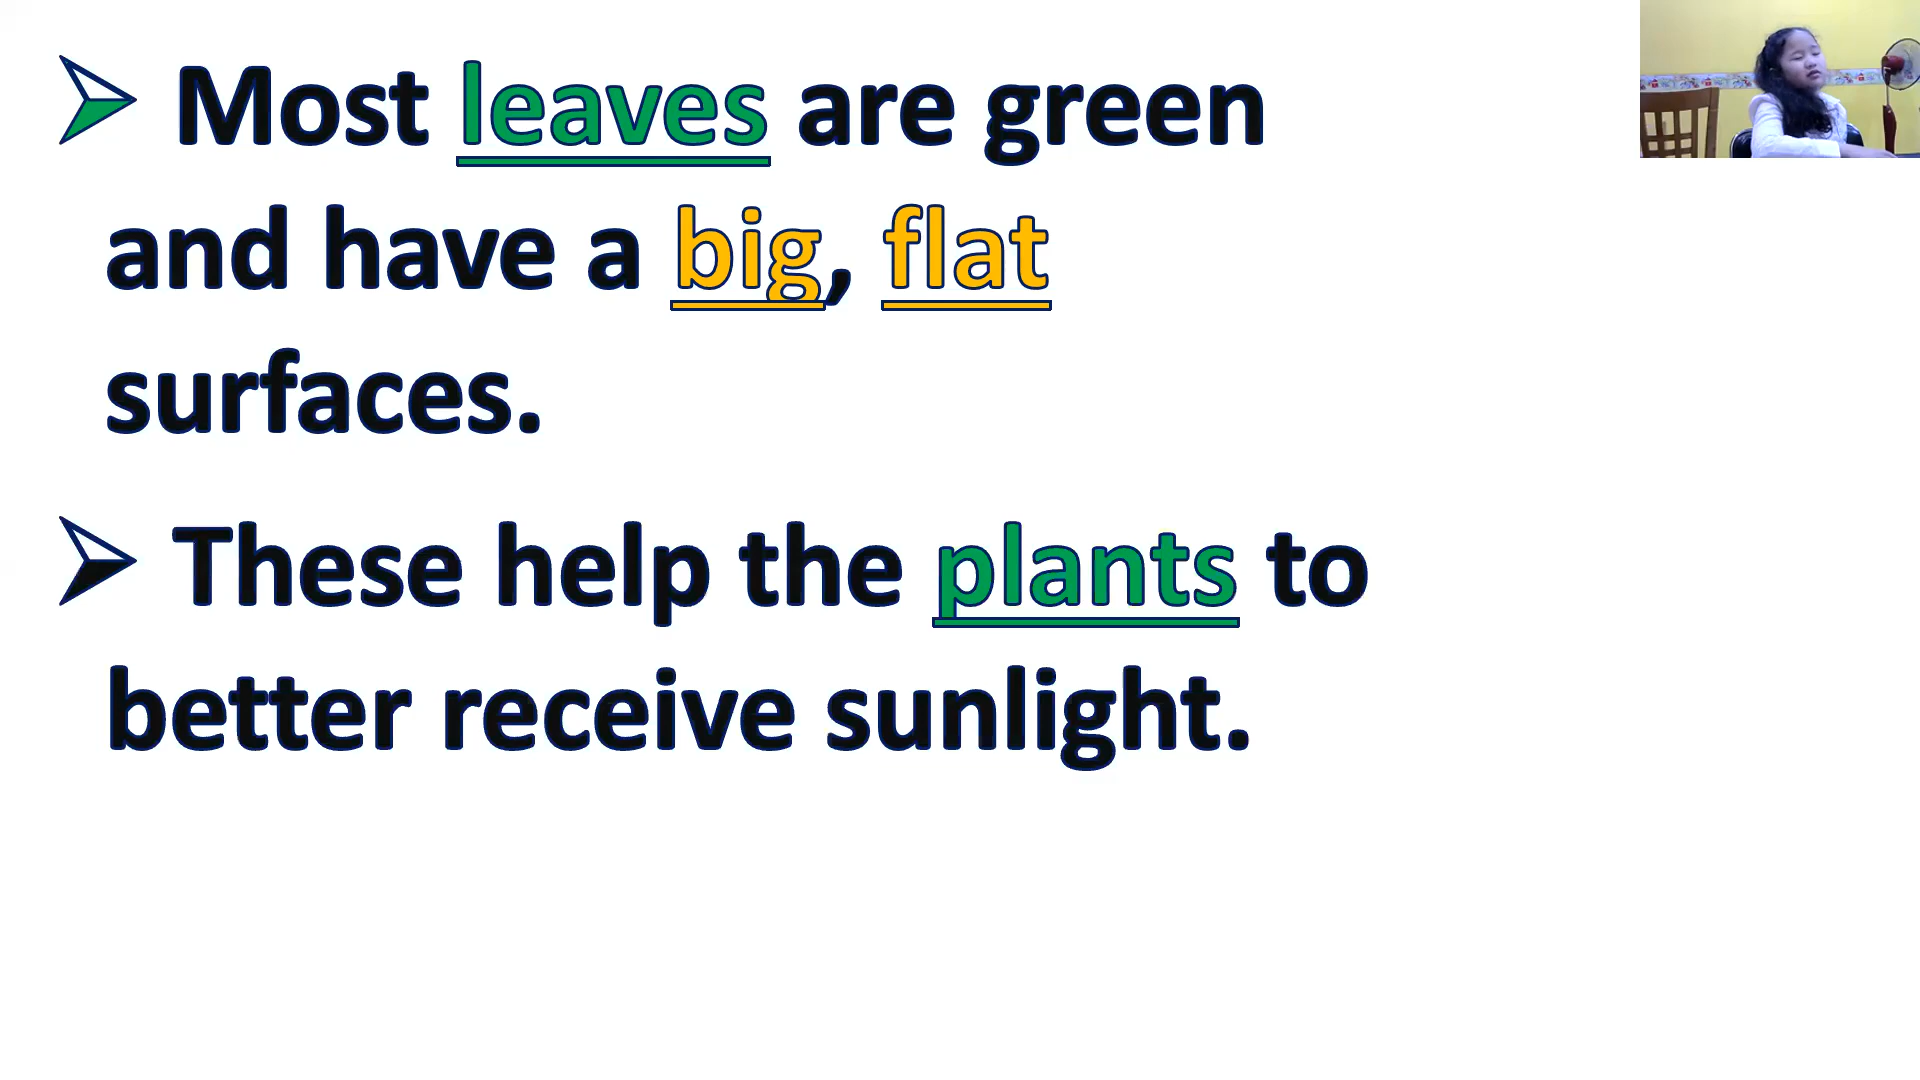 Most leaves are green
and have a big, flat
surfaces.
These help the plants to
better receive sunlight.